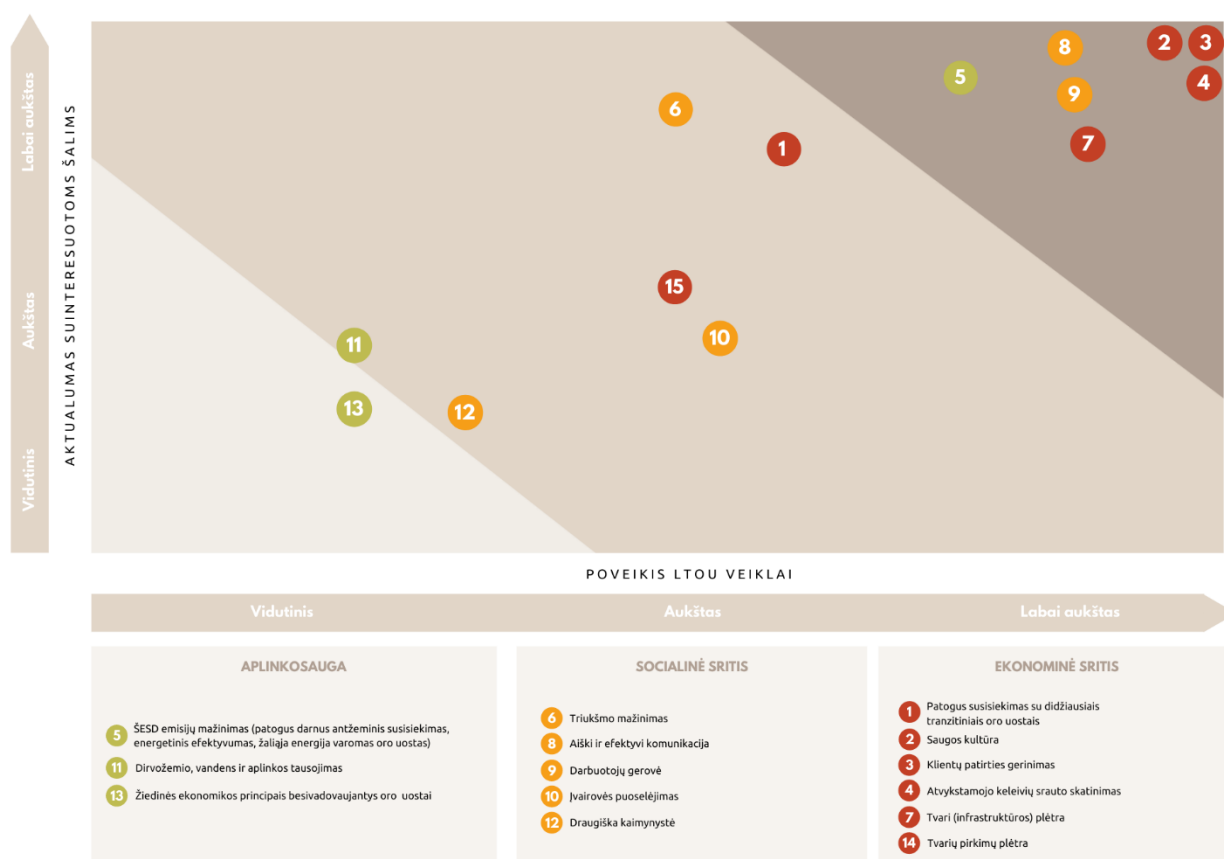 Labai aukštas
Aukštas
Vidutinis
AKTUALUMAS SUINTERESUOTOMS ŠALIMS
2
3
8
5
4
9
6
7
1
15
10
11
13
12
POVEIKIS LTOU VEIKLAI
Vidutinis
Aukštas
Labai aukštas
APLINKOSAUGA
5 ŠESD emisijų mažinimas (patogus darnus antžeminis susisiekimas,
energetinis efektyvumas, žaliąja energija varomas oro uostas)
11 Dirvožemio, vandens ir aplinkos tausojimas
13 Žiedinės ekonomikos principais besivadovaujantys oro uostai
SOCIALINĖ SRITIS
6 Triukšmo mažinimas
8 Aiški ir efektyvi komunikacija
9 Darbuotojų gerovė
10 Įvairovės puoselėjimas
12 Draugiška kaimynystė
EKONOMINĖ SRITIS
1 Patogus susisiekimas su didžiausiais
tranzitiniais oro uostais
2 Saugos kultūra
3 Klientų patirties gerinimas
4 Atvykstamojo keleivių srauto skatinimas
7 Tvari (infrastruktūros) plėtra
14 Tvarių pirkimų plėtra